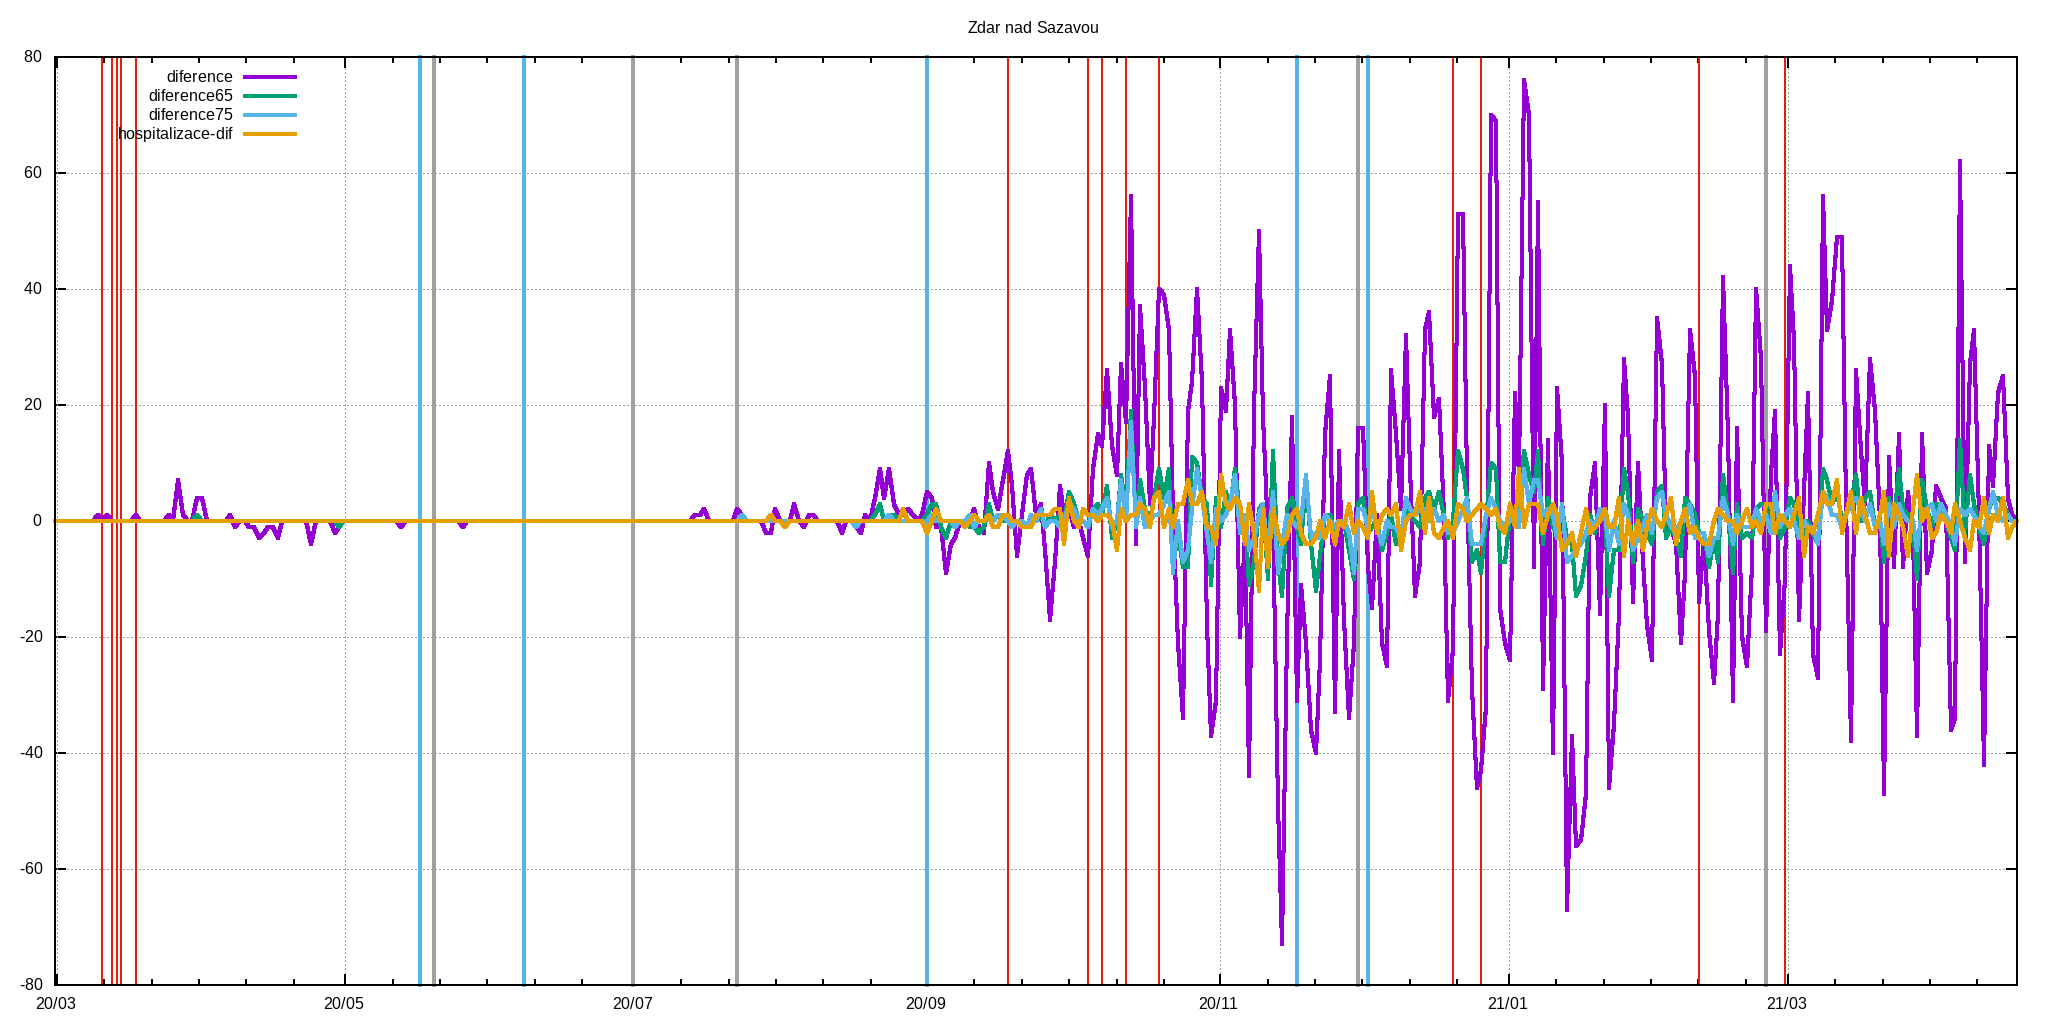 Zdar nad Sazavou
80
diference
diference65
diference75
hospitalizace-dif
60
40
20
0
-20
-40
-60
-80
20/03 20/05 20/07 20/09 20/11 21/01 21/03